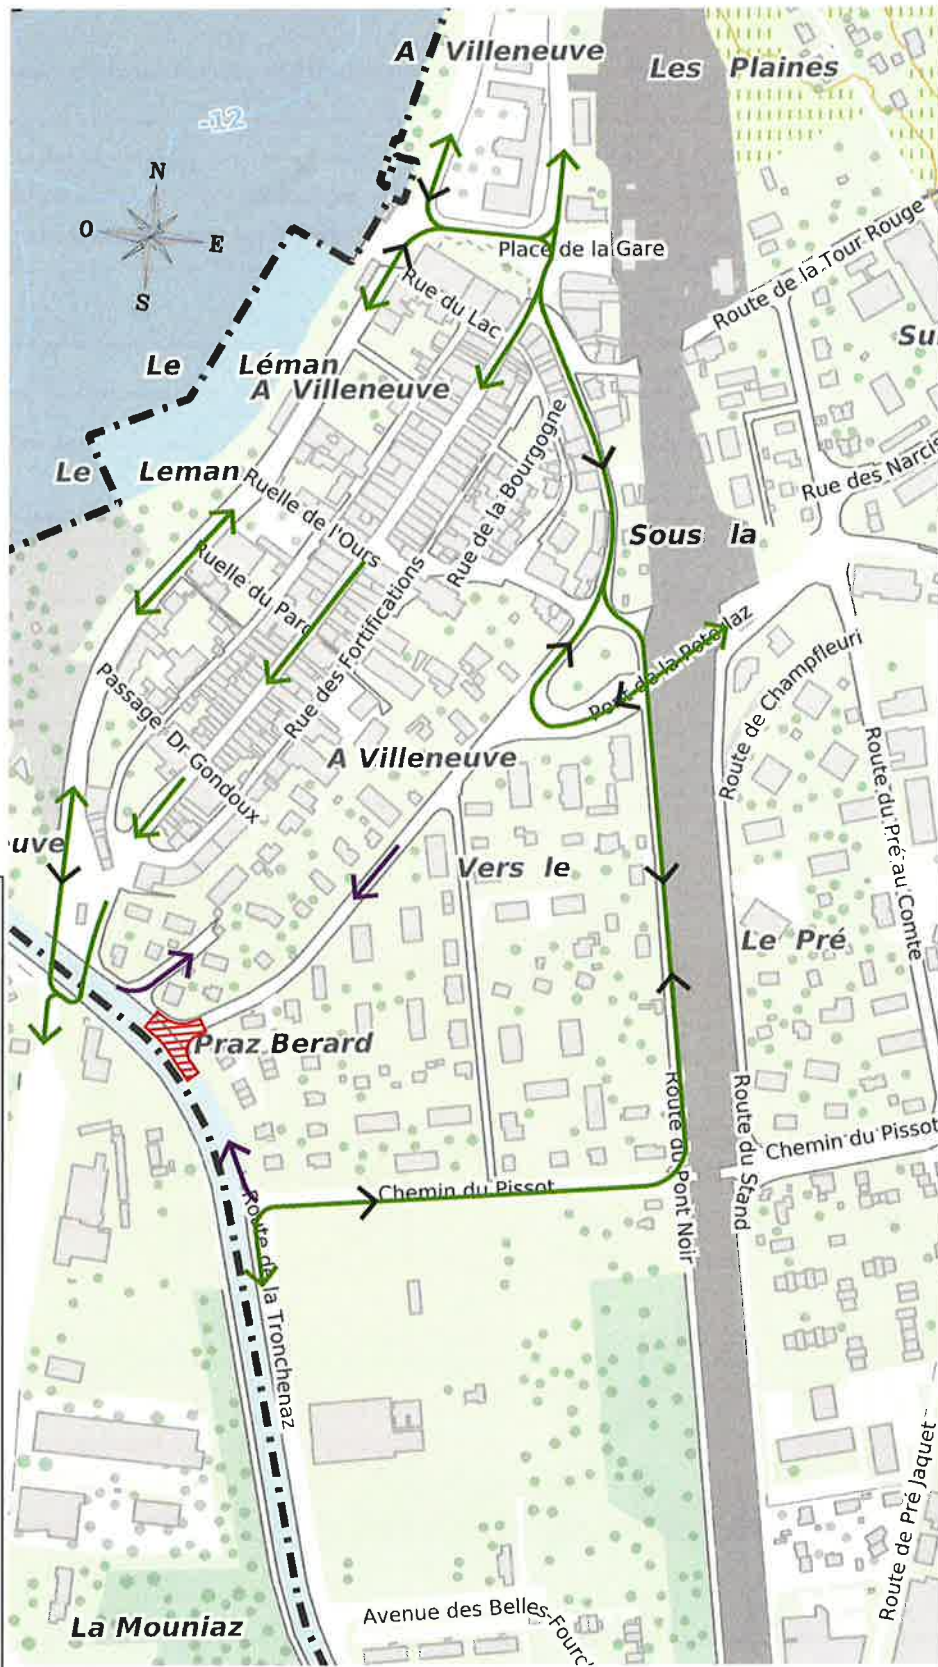 A Villeneuve
Les Plaines
-12
N
O
E
S
Place de la Gare
Route de la Tour Rouge
Rue du Lac
Su
Le Léman
A Villeneuve
Rue de la Bourgogne
Le Leman
Ruelle de l'Ours
Rue des Narcis
Sous la
Ruelle du Parc
Rue des Fortifications
Pont de la Poterlaz
Route de Champfleuri
Passage Dr Gondoux
A Villeneuve
Route du Pré au Comte
euve
Vers le
Le Pré
Praz Berard
Route du Pont Noir
Route du Stand
Chemin du Pissot
Chemin du Pissot
Route de la Tronchenaz
Route de Pré Jaquet
Avenue des Belles-Fourc
La Mouniaz